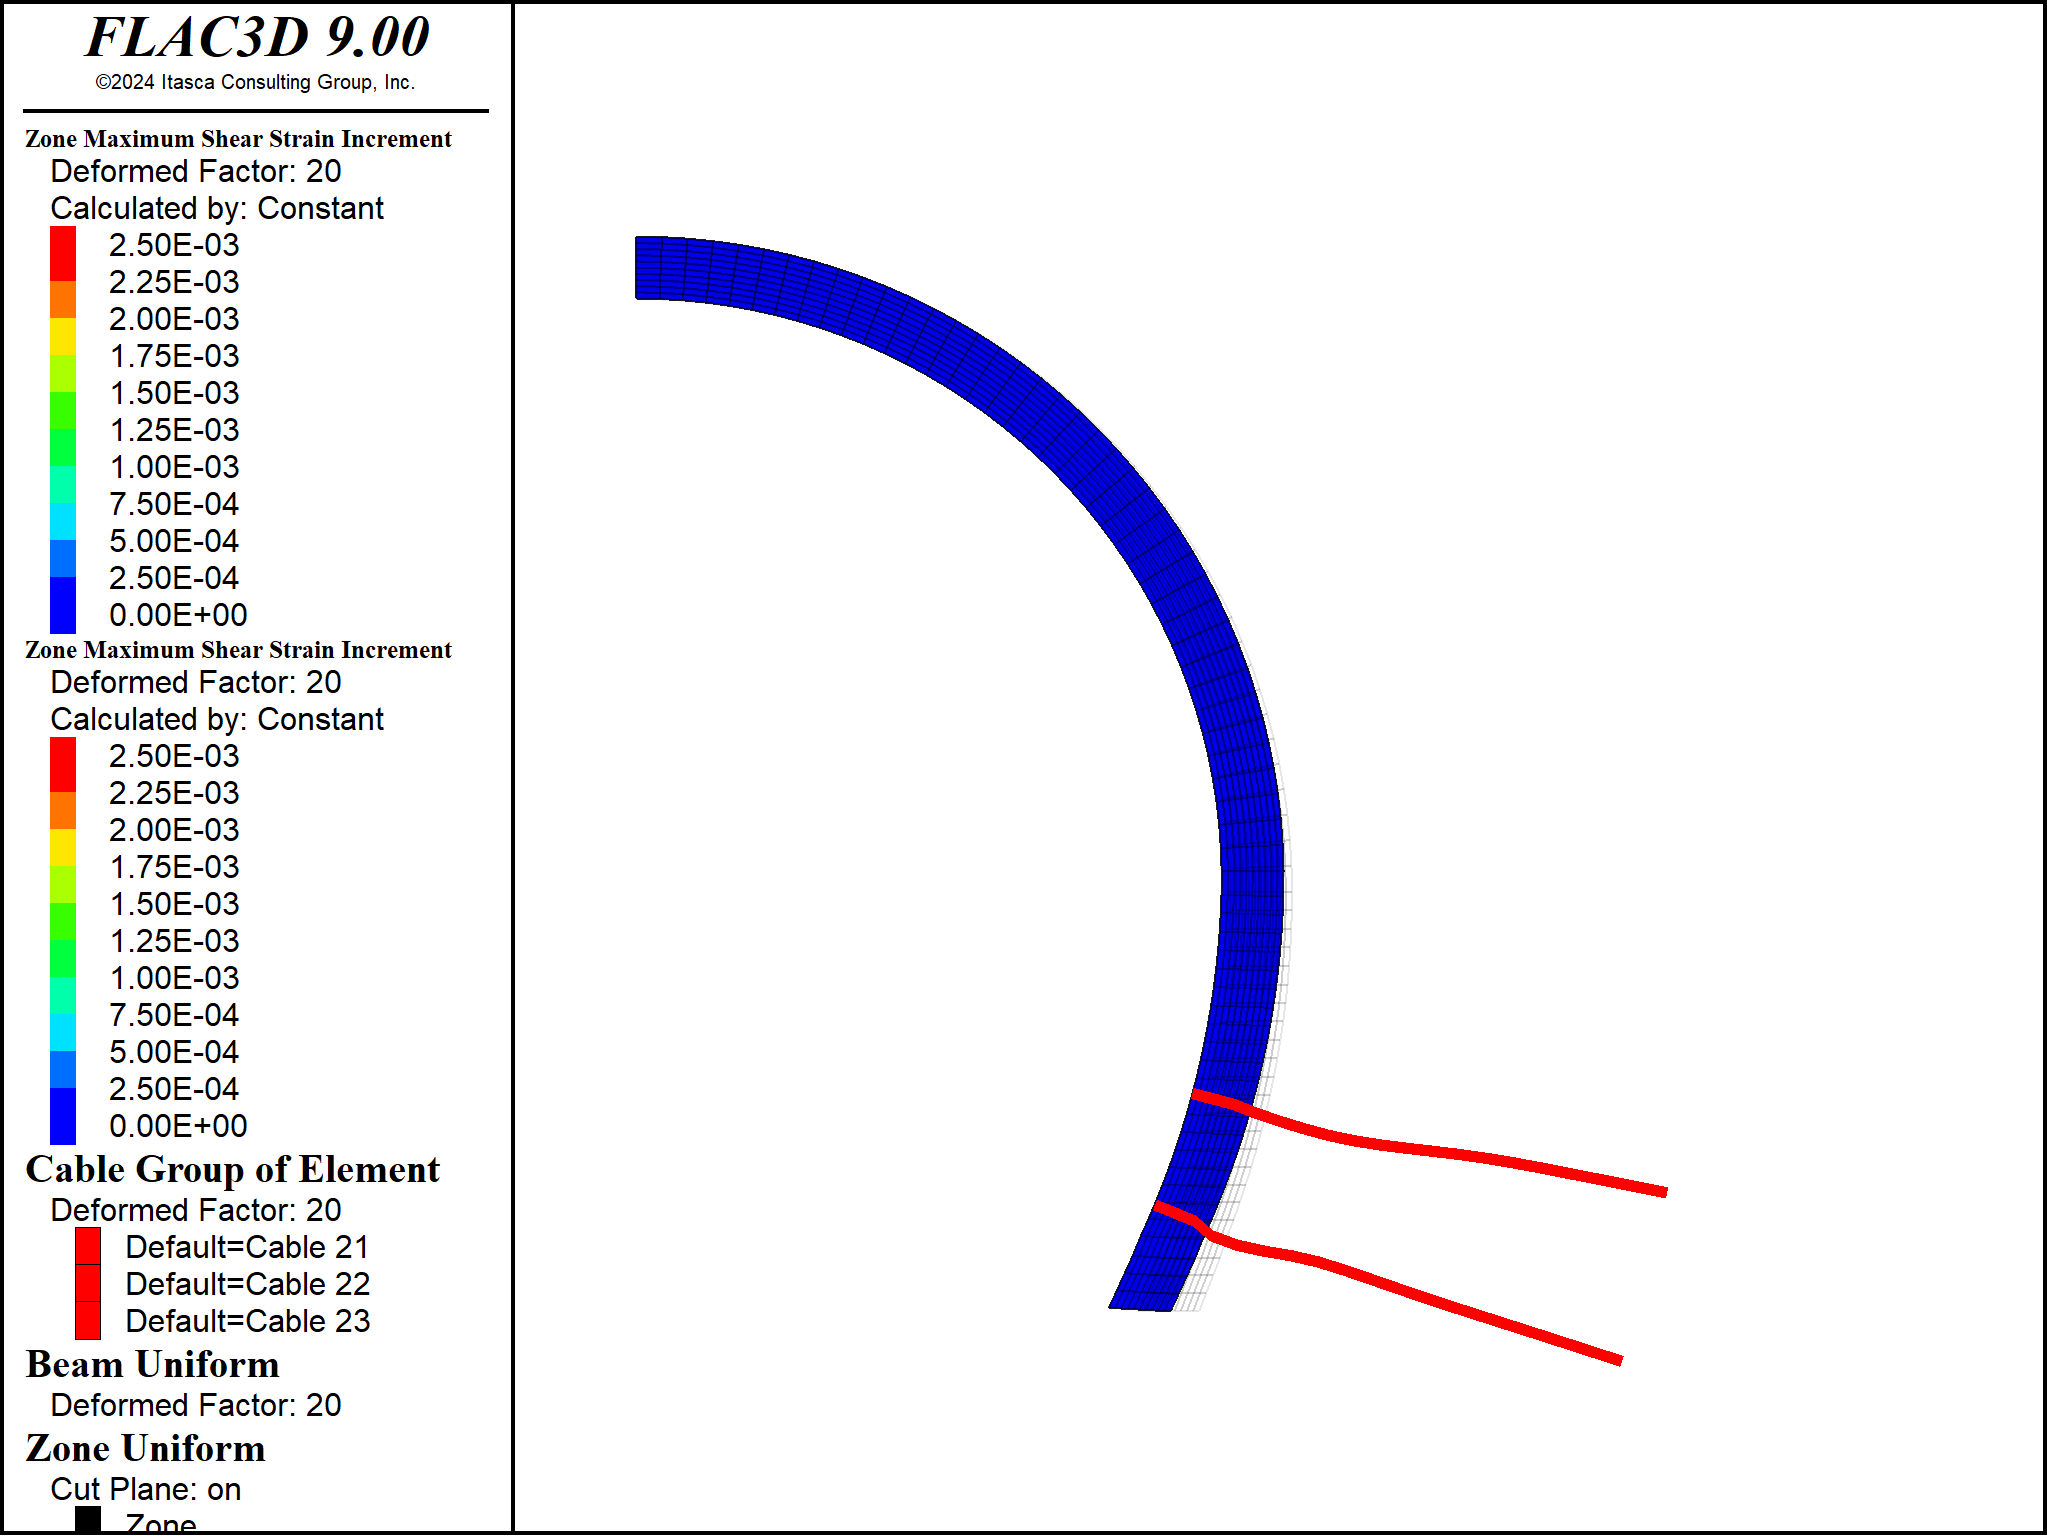 FLAC3D 9.00
©2024 Itasca Consulting Group, Inc.
Zone Maximum Shear Strain Increment
Deformed Factor: 20
Calculated by: Constant
2.50E-03
2.25E-03
2.00E-03
1.75E-03
1.50E-03
1.25E-03
1.00E-03
7.50E-04
5.00E-04
2.50E-04
0.00E+00
Zone Maximum Shear Strain Increment
Deformed Factor: 20
Calculated by: Constant
2.50E-03
2.25E-03
2.00E-03
1.75E-03
1.50E-03
1.25E-03
1.00E-03
7.50E-04
5.00E-04
2.50E-04
0.00E+00
Cable Group of Element
Deformed Factor: 20
Default=Cable 21
Default=Cable 22
Default=Cable 23
Beam Uniform
Deformed Factor: 20
Zone Uniform
Cut Plane: on
Zone